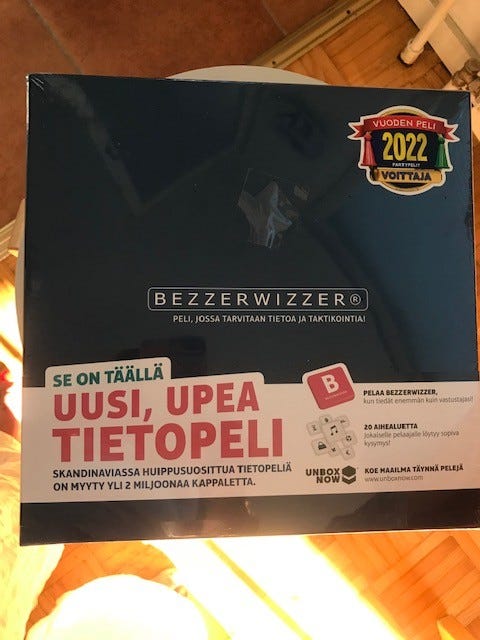 VUODEN PELI
2022
PARTYPELIT
VOITTAJA
BEZZERWIZZER®
PELI, JOSSA TARVITAAN TIETOA JA TAKTIKOINTIA!
SE ON TÄÄLLÄ
UUSI, UPEA
TIETOPELI
SKANDINAVIASSA HUIPPUSUOSITTUA TIETOPELIÄ
ON MYYTY YLI 2 MILJOONAA KAPPALETTA.
B
BEZZERWIZZER
PELAA BEZZERWIZZER,
kun tiedät enemmän kuin vastustajasi!
20 AIHEALUETTA
Jokaiselle pelaajalle löytyy sopiva
kysymys!
UNBOX
NOW
KOE MAAILMA TÄYNNÄ PELEJÄ
www.unboxnow.com